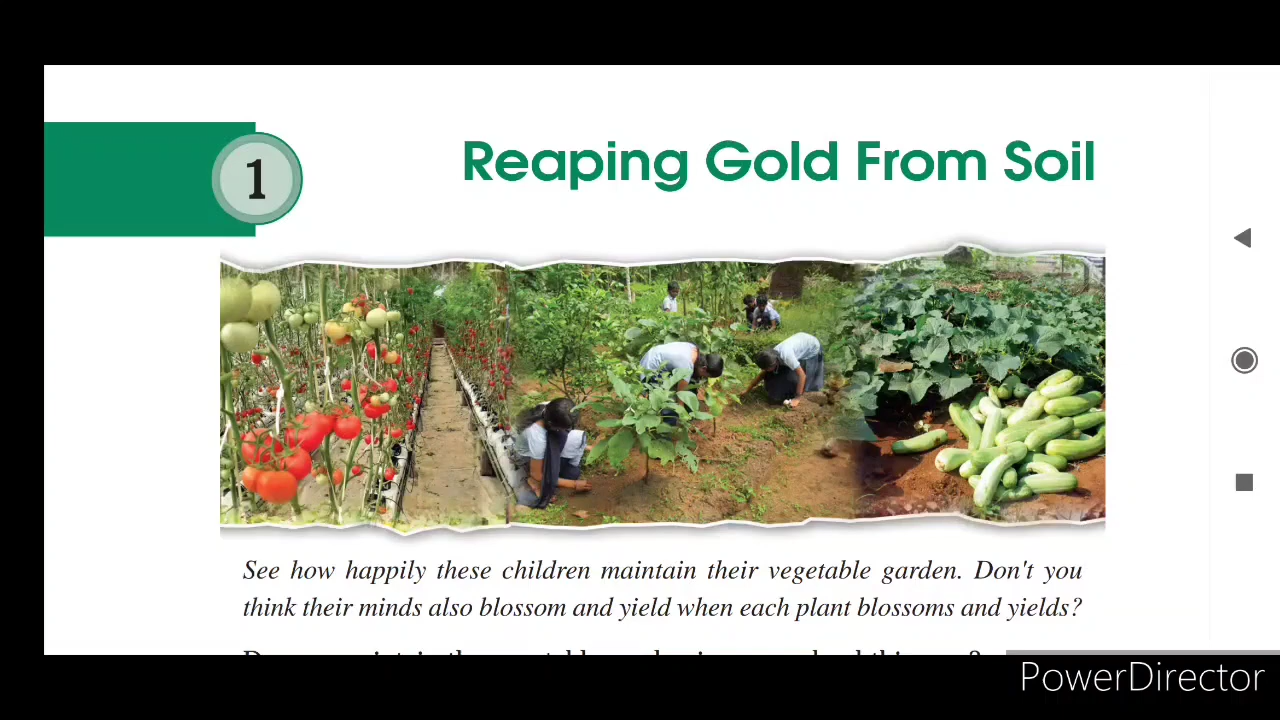 1
Reaping Gold From Soil
See how happily these children maintain their vegetable garden. Don't you
think their minds also blossom and yield when each plant blossoms and yields?
PowerDirector